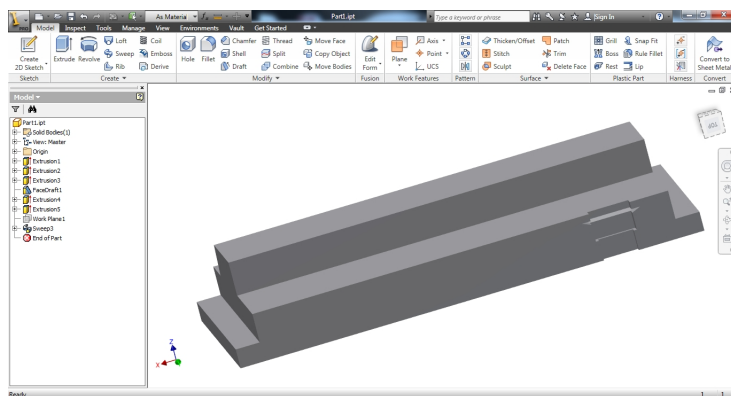 As Materia
Part1.ipt
Type a keyword or phrase
Sign In
PRO
Model Inspect Tools Manage View Environments Vault Get Started
Create 2D Sketch
Extrude Revolve
Loft
Sweep
Rib
Coil
Emboss
Derive
Hole Fillet
Chamfer
Shell
Draft
Thread
Split
Combine
Move Face
Copy Object
Move Bodies
Edit Form
Plane
Axis
Point
UCS
Thicken/Offset
Stitch
Sculpt
Patch
Trim
Delete Face
Grill
Boss
Rest
Snap Fit
Rule Fillet
Lip
Convert to Sheet Metal
Sketch Create Modify Fusion Work Features Pattern Surface Plastic Part Harness Convert
Model
Part1.ipt
Solid Bodies(1)
View: Master
Origin
Extrusion1
Extrusion2
Extrusion3
FaceDraft1
Extrusion4
Extrusion5
Work Plane1
Sweep3
End of Part
TOP
Z
X
Ready
1 1